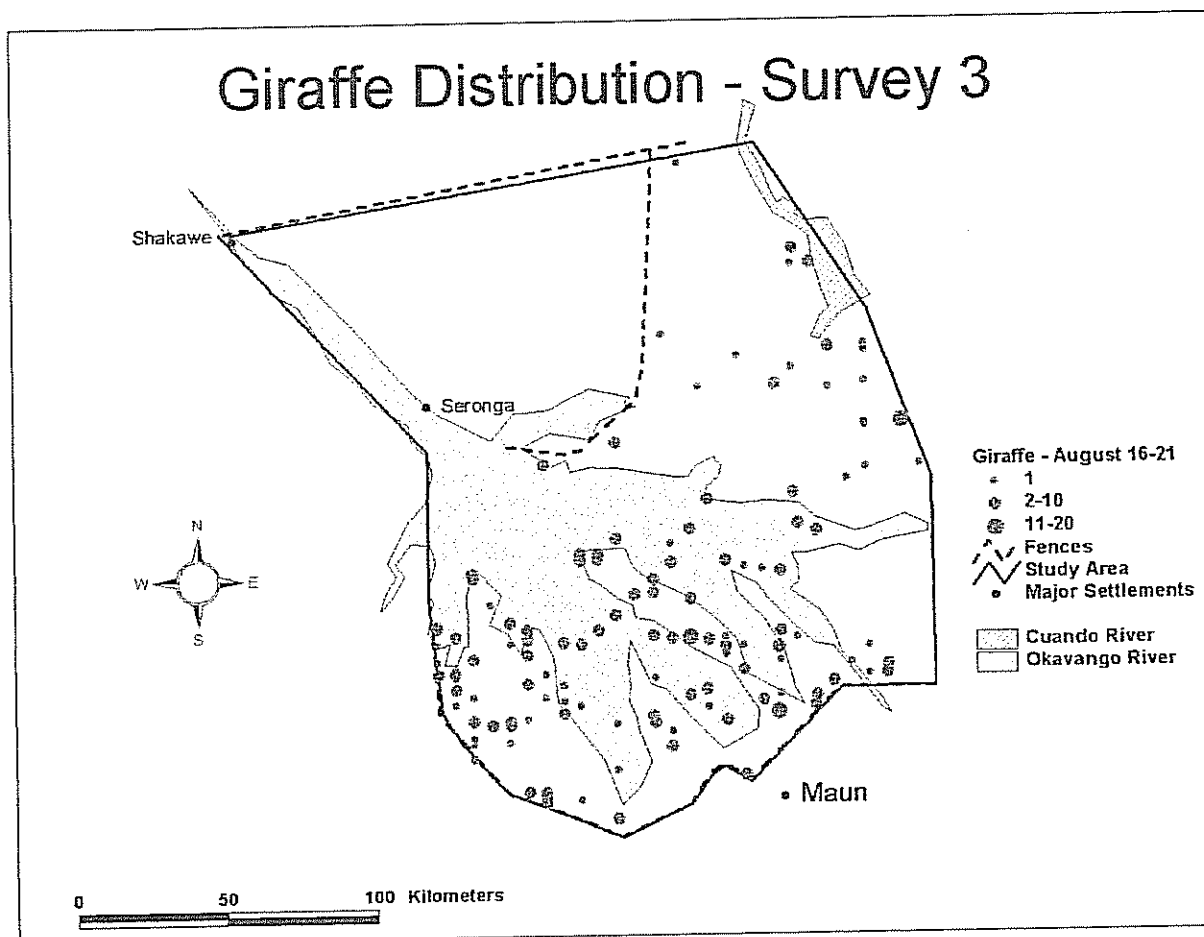 Giraffe Distribution - Survey 3
Shakawe
Seronga
Giraffe - August 16-21
1
2-10
11-20
Fences
Study Area
Major Settlements
Cuando River
Okavango River
N
W E
S
Maun
0 50 100 Kilometers